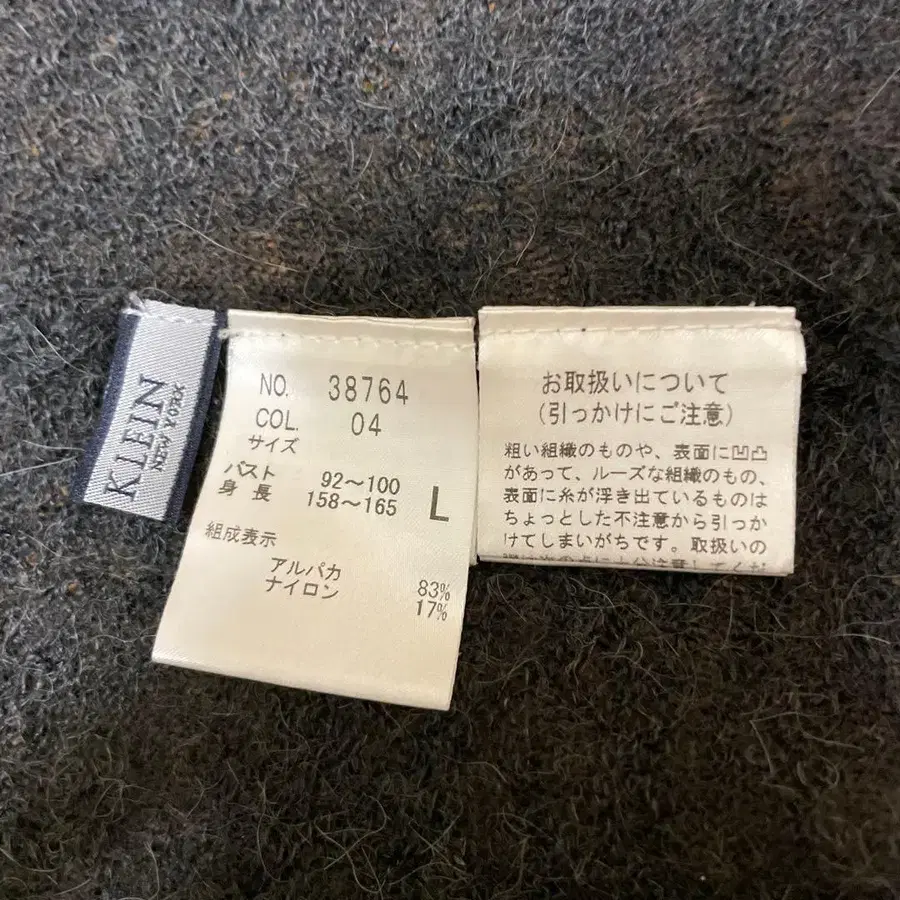 KLEIN
NEW YORK
NO. 38764
COL. 04
サイズ
バスト 92〜100
身長 158〜165 L
組成表示
アルパカ 83%
ナイロン 17%
お取扱いについて
(引っかけにご注意)
粗い組織のものや、表面に凹凸
があって、ルーズな組織のもの、
表面に糸が浮き出ているものは
ちょっとした不注意から引っか
けてしまいがちです。取扱いの